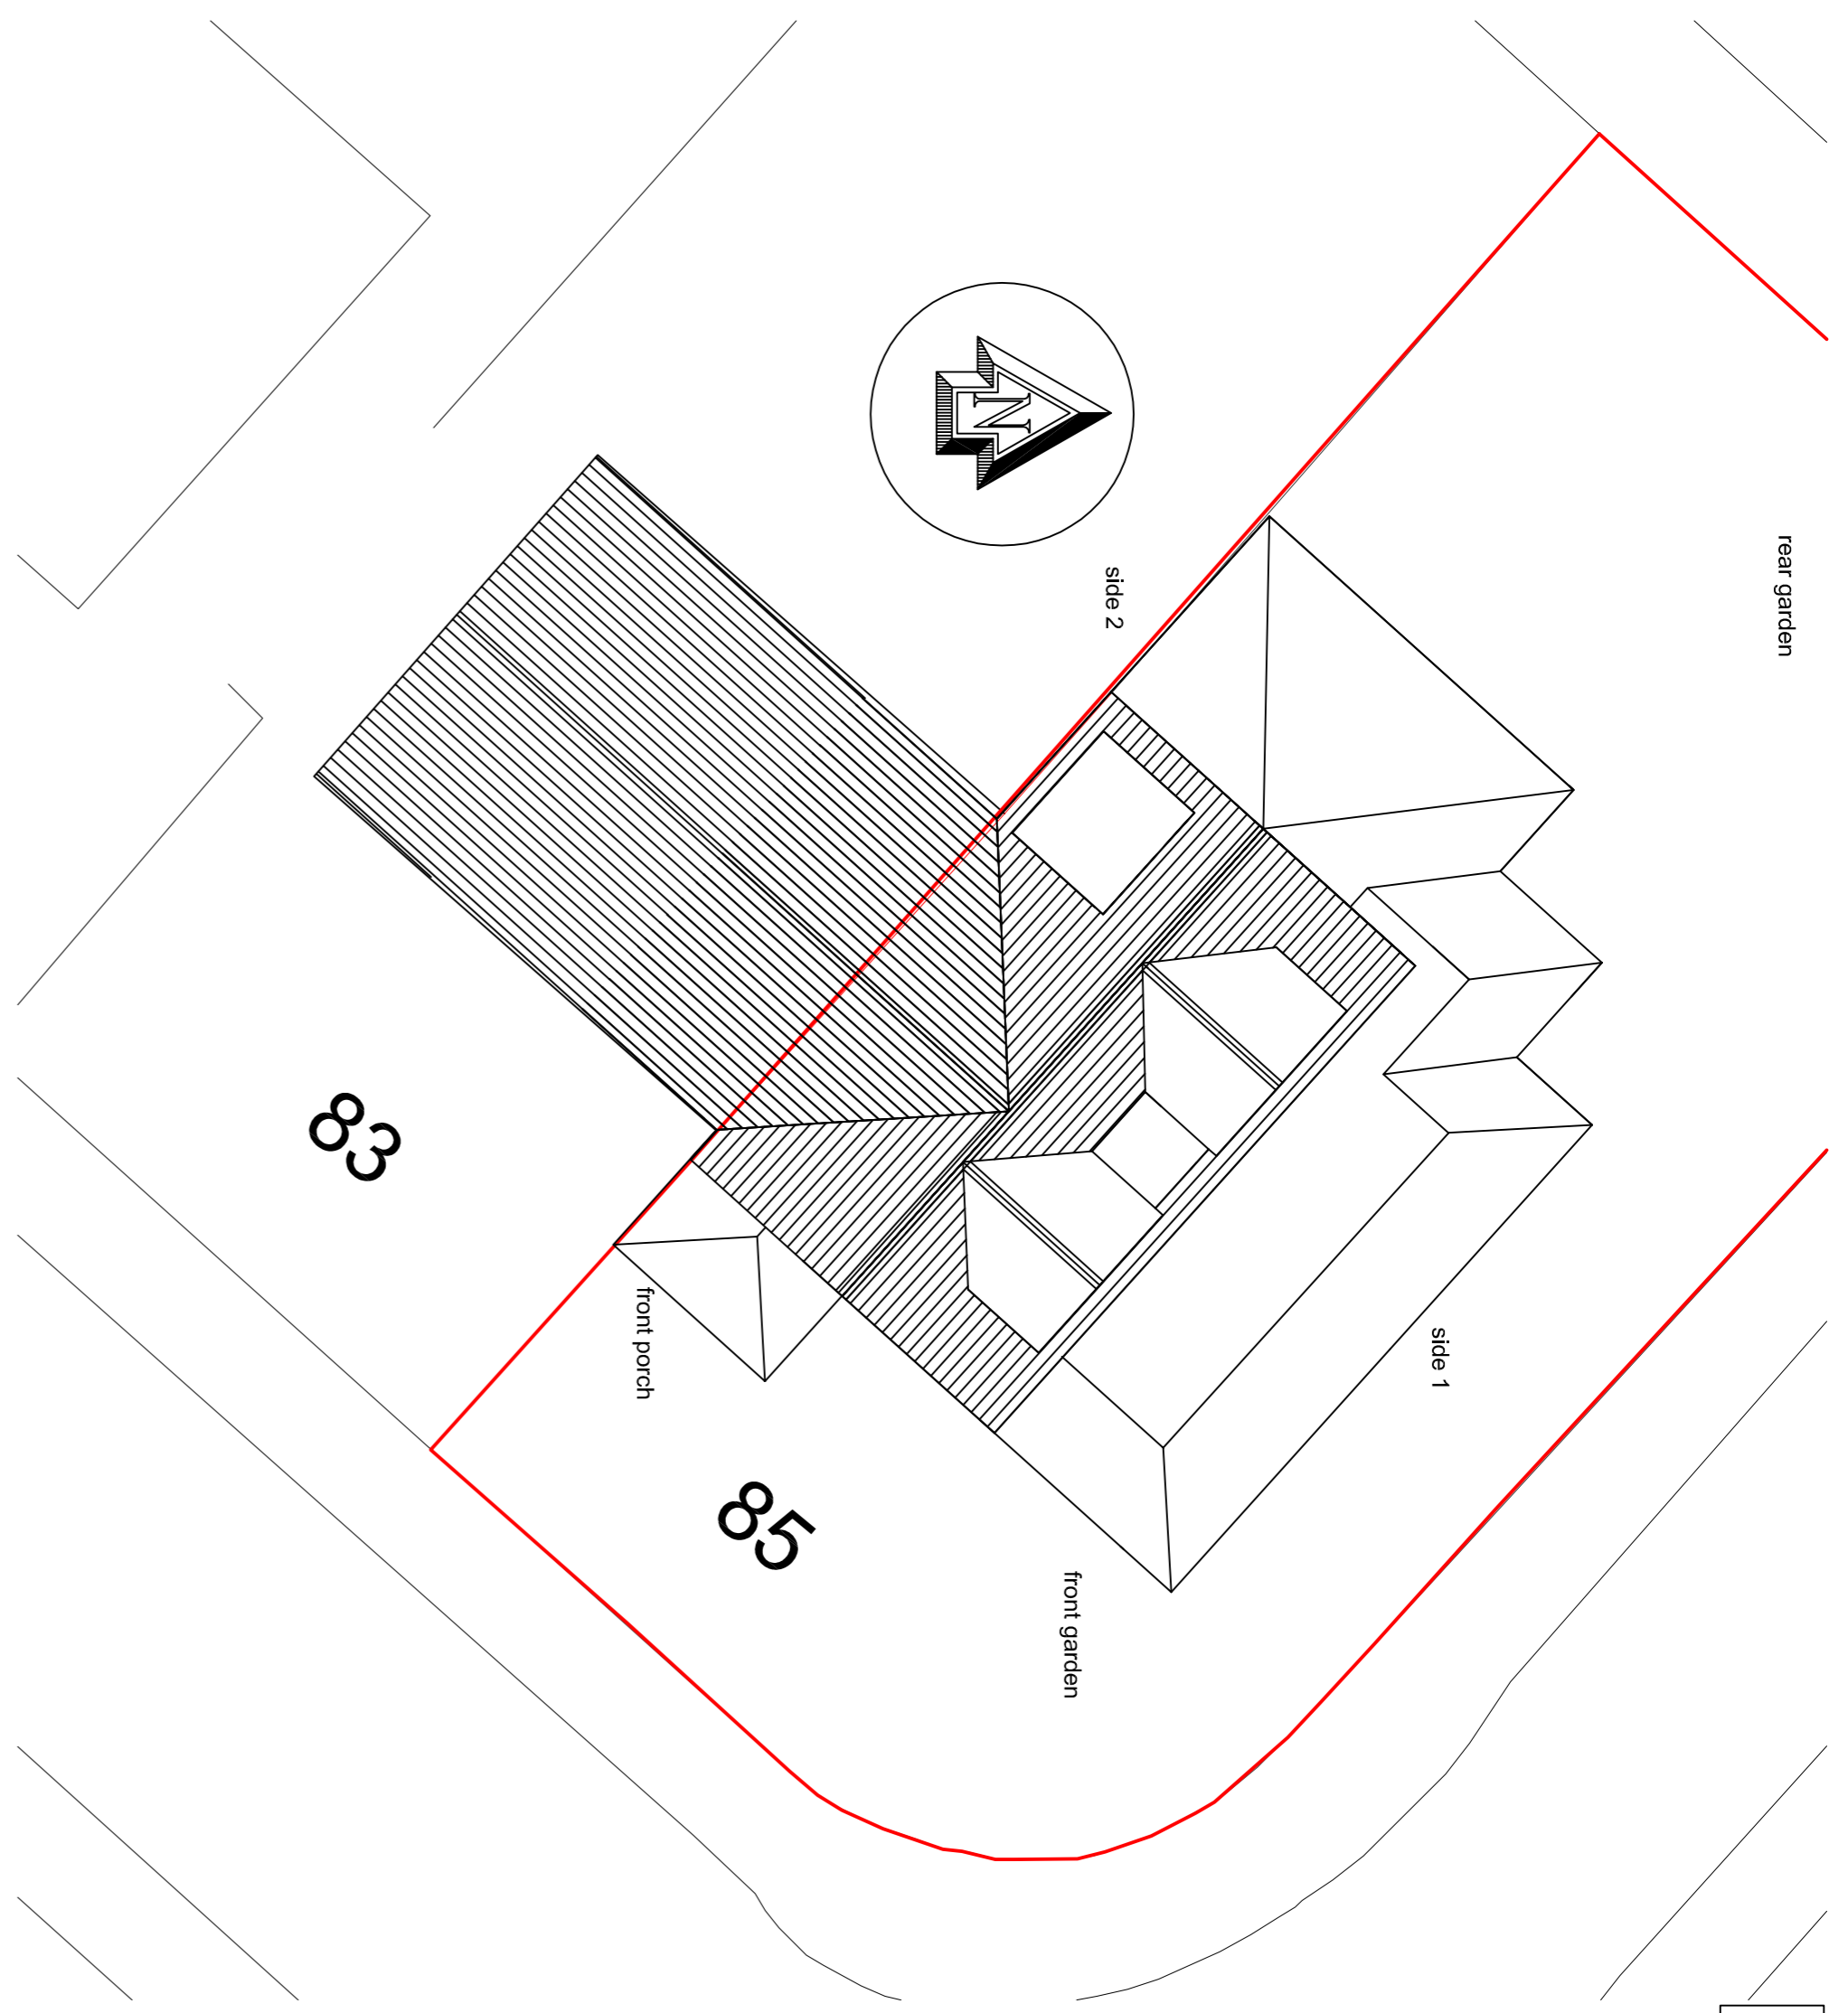 N
side 2
rear garden
83
front porch
side 1
85
front garden